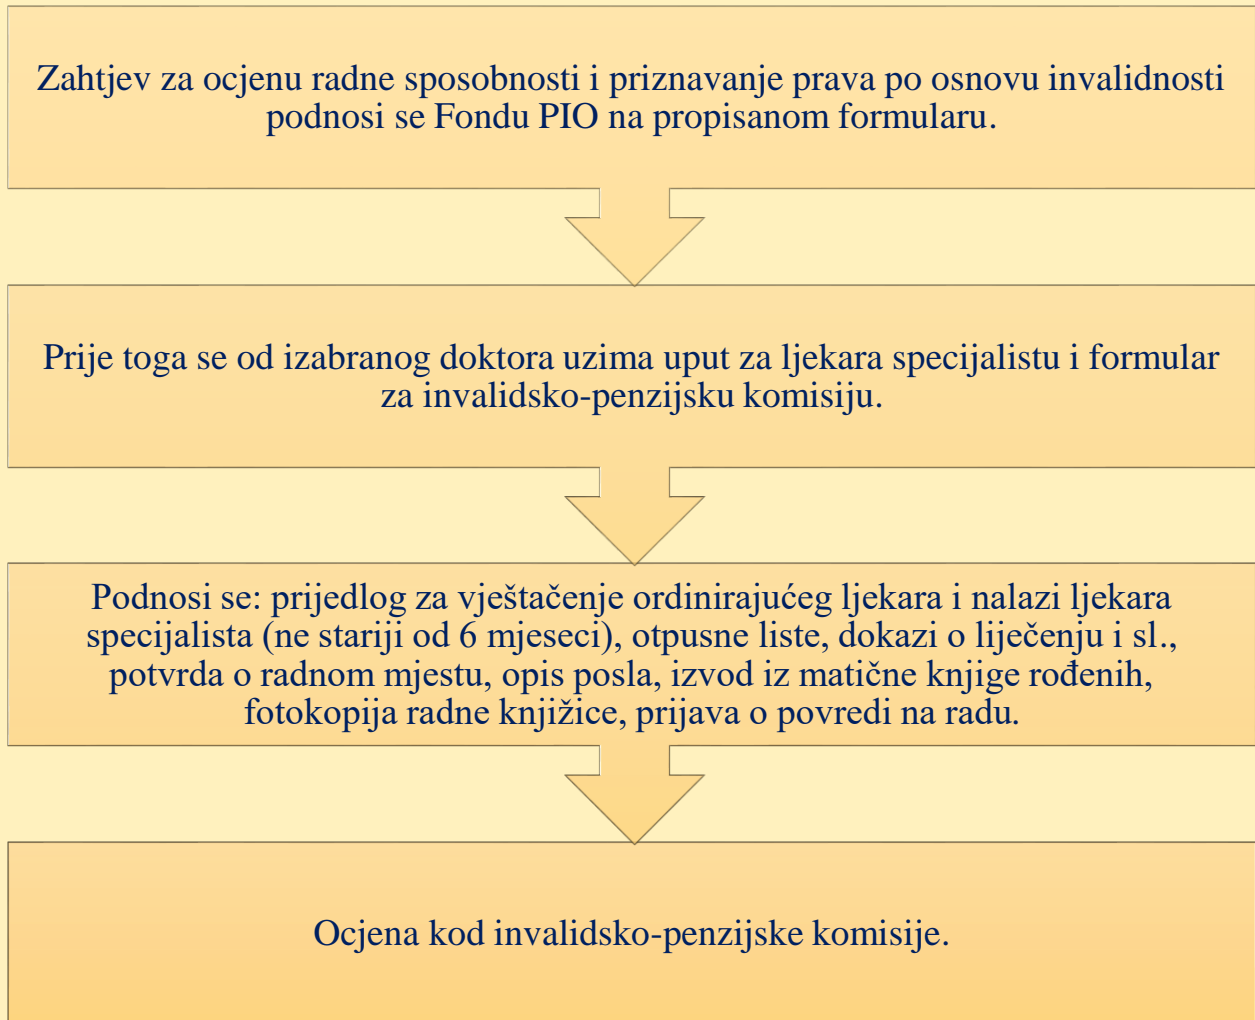 Zahtjev za ocjenu radne sposobnosti i priznavanje prava po osnovu invalidnosti
podnosi se Fondu PIO na propisanom formularu.
Prije toga se od izabranog doktora uzima uput za ljekara specijalistu i formular
za invalidsko-penzijsku komisiju.
Podnosi se: prijedlog za vještačenje ordinirajućeg ljekara i nalazi ljekara
specijalista (ne stariji od 6 mjeseci), otpusne liste, dokazi o liječenju i sl.,
potvrda o radnom mjestu, opis posla, izvod iz matične knjige rođenih,
fotokopija radne knjižice, prijava o povredi na radu.
Ocjena kod invalidsko-penzijske komisije.